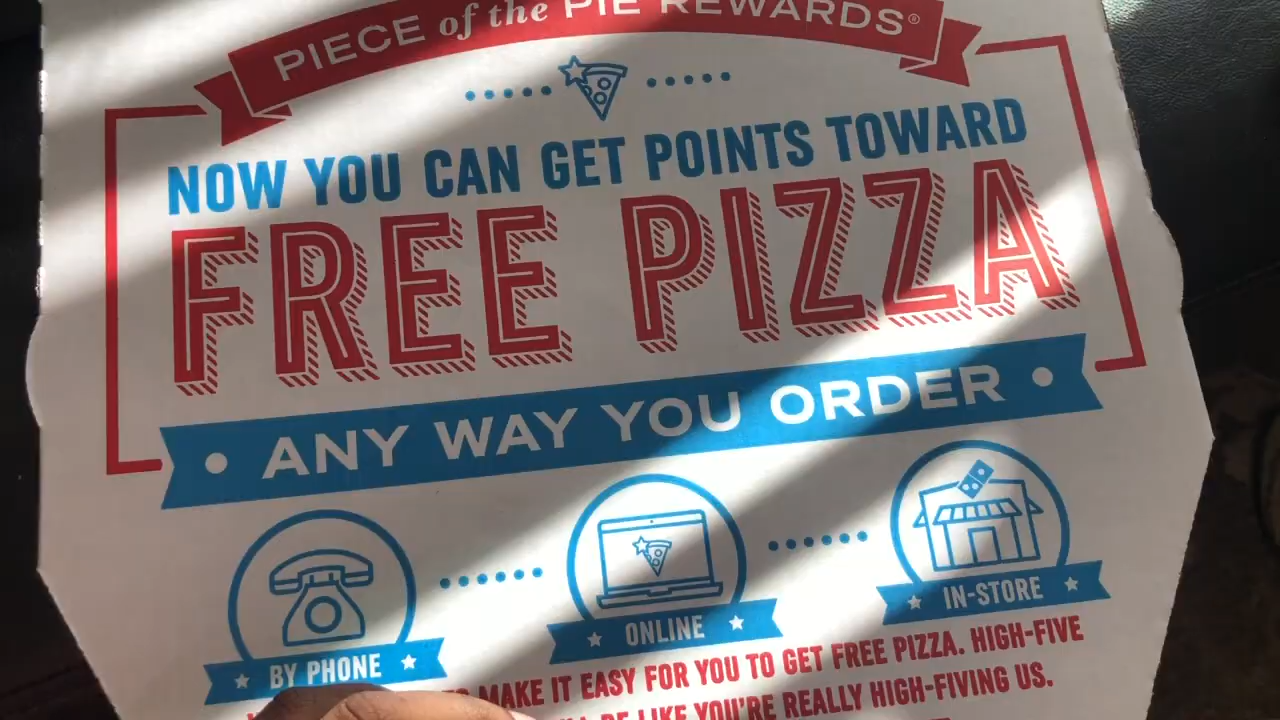 PIECE of the PIE REWARDS®
NOW YOU CAN GET POINTS TOWARD
FREE PIZZA
ANY WAY YOU ORDER
BY PHONE
ONLINE
IN-STORE
MAKE IT EASY FOR YOU TO GET FREE PIZZA. HIGH-FIVE
BE LIKE YOU'RE REALLY HIGH-FIVING US.